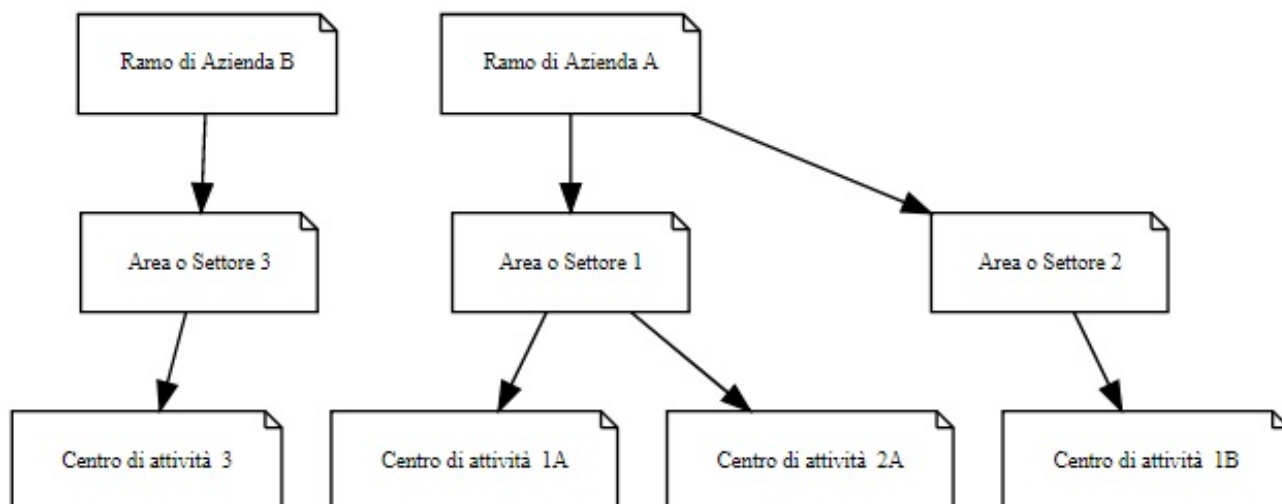 Ramo di Azienda B
Ramo di Azienda A
Area o Settore 3
Area o Settore 1
Area o Settore 2
Centro di attività 3
Centro di attività 1A
Centro di attività 2A
Centro di attività 1B